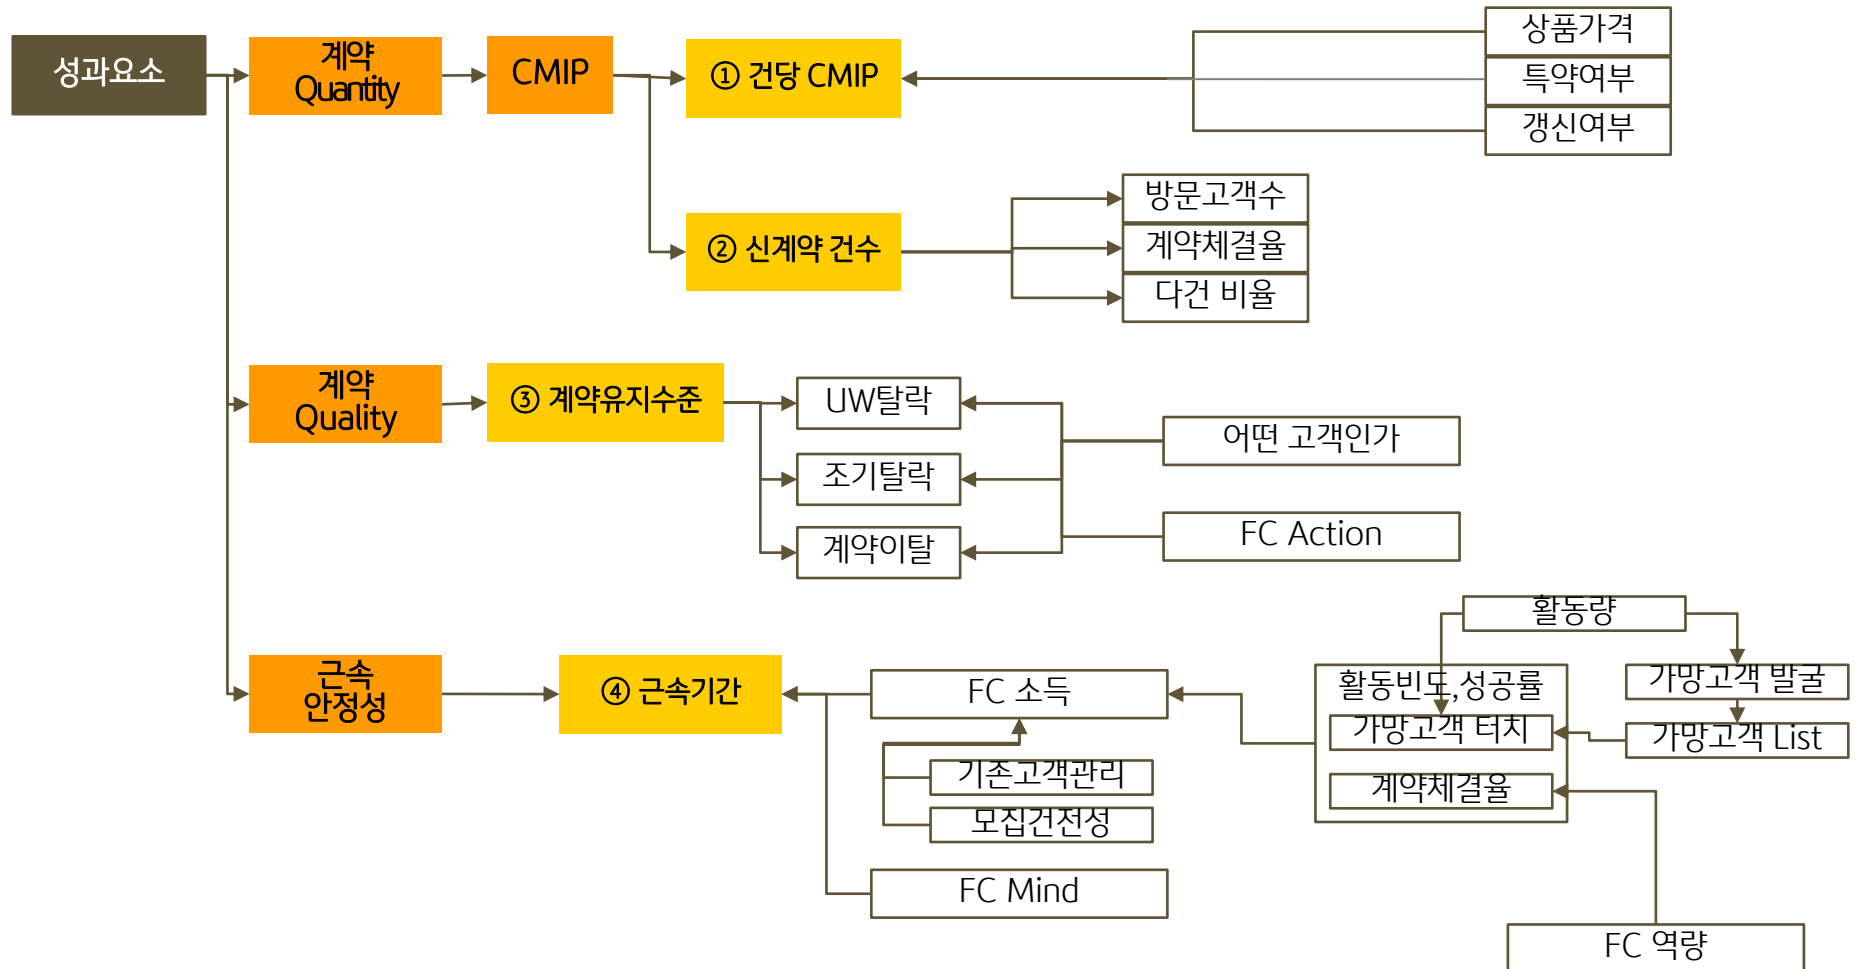 성과요소
계약
Quantity
CMIP
① 건당 CMIP
상품가격
특약여부
갱신여부
② 신계약 건수
방문고객수
계약체결율
다건 비율
계약
Quality
③ 계약유지수준
UW탈락
조기탈락
계약이탈
어떤 고객인가
FC Action
근속
안정성
④ 근속기간
FC 소득
기존고객관리
모집건전성
FC Mind
활동빈도,성공률
가망고객 터치
계약체결율
활동량
가망고객 발굴
가망고객 List
FC 역량